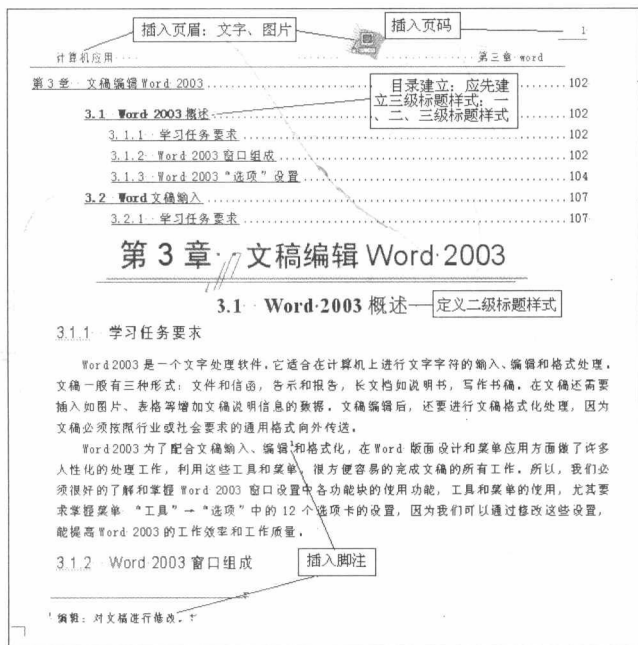 插入页眉：文字、图片
插入页码
1
计算机应用
第三章 word
第3章 文稿编辑Word 2003 102
目录建立：应先建
立三级标题样式：一
、二、三级标题样式
3.1 Word 2003 概述 102
3.1.1 学习任务要求 102
3.1.2 Word 2003 窗口组成 102
3.1.3 Word 2003“选项”设置 104
3.2 Word 文稿输入 107
3.2.1 学习任务要求 107
第 3 章 文稿编辑 Word 2003
3.1 Word 2003 概述
定义二级标题样式
3.1.1 学习任务要求
Word 2003 是一个文字处理软件，它适合在计算机上进行文字字符的输入、编辑和格式处理。
文稿一般有三种形式：文件和信函，告示和报告，长文档如说明书，写作书稿。在文稿还需要
插入如图片、表格等增加文稿说明信息的数据。文稿编辑后，还要进行文稿格式化处理，因为
文稿必须按照行业或社会要求的通用格式向外传送。
Word 2003 为了配合文稿输入、编辑¹和格式化，在 Word 版面设计和菜单应用方面做了许多
人性化的处理工作，利用这些工具和菜单，很方便容易的完成文稿的所有工作。所以，我们必
须很好的了解和掌握 Word 2003 窗口设置中各功能块的使用功能，工具和菜单的使用，尤其要
求掌握菜单 “工具”→“选项”中的 12 个选项卡的设置，因为我们可以通过修改这些设置，
能提高 Word 2003 的工作效率和工作质量。
3.1.2 Word 2003 窗口组成
插入脚注
¹ 编辑：对文稿进行修改。